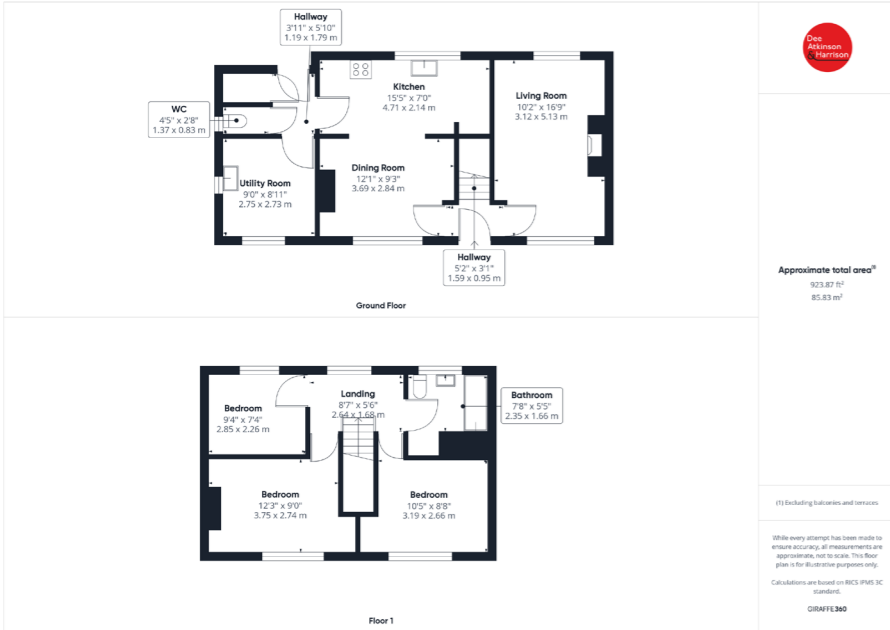 Hallway
3'11" x 5'10"
1.19 x 1.79 m
WC
4'5" x 2'8"
1.37 x 0.83 m
Kitchen
15'5" x 7'0"
4.71 x 2.14 m
Living Room
10'2" x 16'9"
3.12 x 5.13 m
Utility Room
9'0" x 8'11"
2.75 x 2.73 m
Dining Room
12'1" x 9'3"
3.69 x 2.84 m
Hallway
5'2" x 3'1"
1.59 x 0.95 m
Ground Floor
Bedroom
9'4" x 7'4"
2.85 x 2.26 m
Landing
8'7" x 5'6"
2.64 x 1.68 m
Bathroom
7'8" x 5'5"
2.35 x 1.66 m
Bedroom
12'3" x 9'0"
3.75 x 2.74 m
Bedroom
10'5" x 8'8"
3.19 x 2.66 m
Floor 1
Dee
Atkinson
& Harrison
Approximate total area(1)
923.87 ft²
85.83 m²
(1) Excluding balconies and terraces
While every attempt has been made to
ensure accuracy, all measurements are
approximate, not to scale. This floor
plan is for illustrative purposes only.
Calculations are based on RICS IPMS 3C
standard.
GIRAFFE360